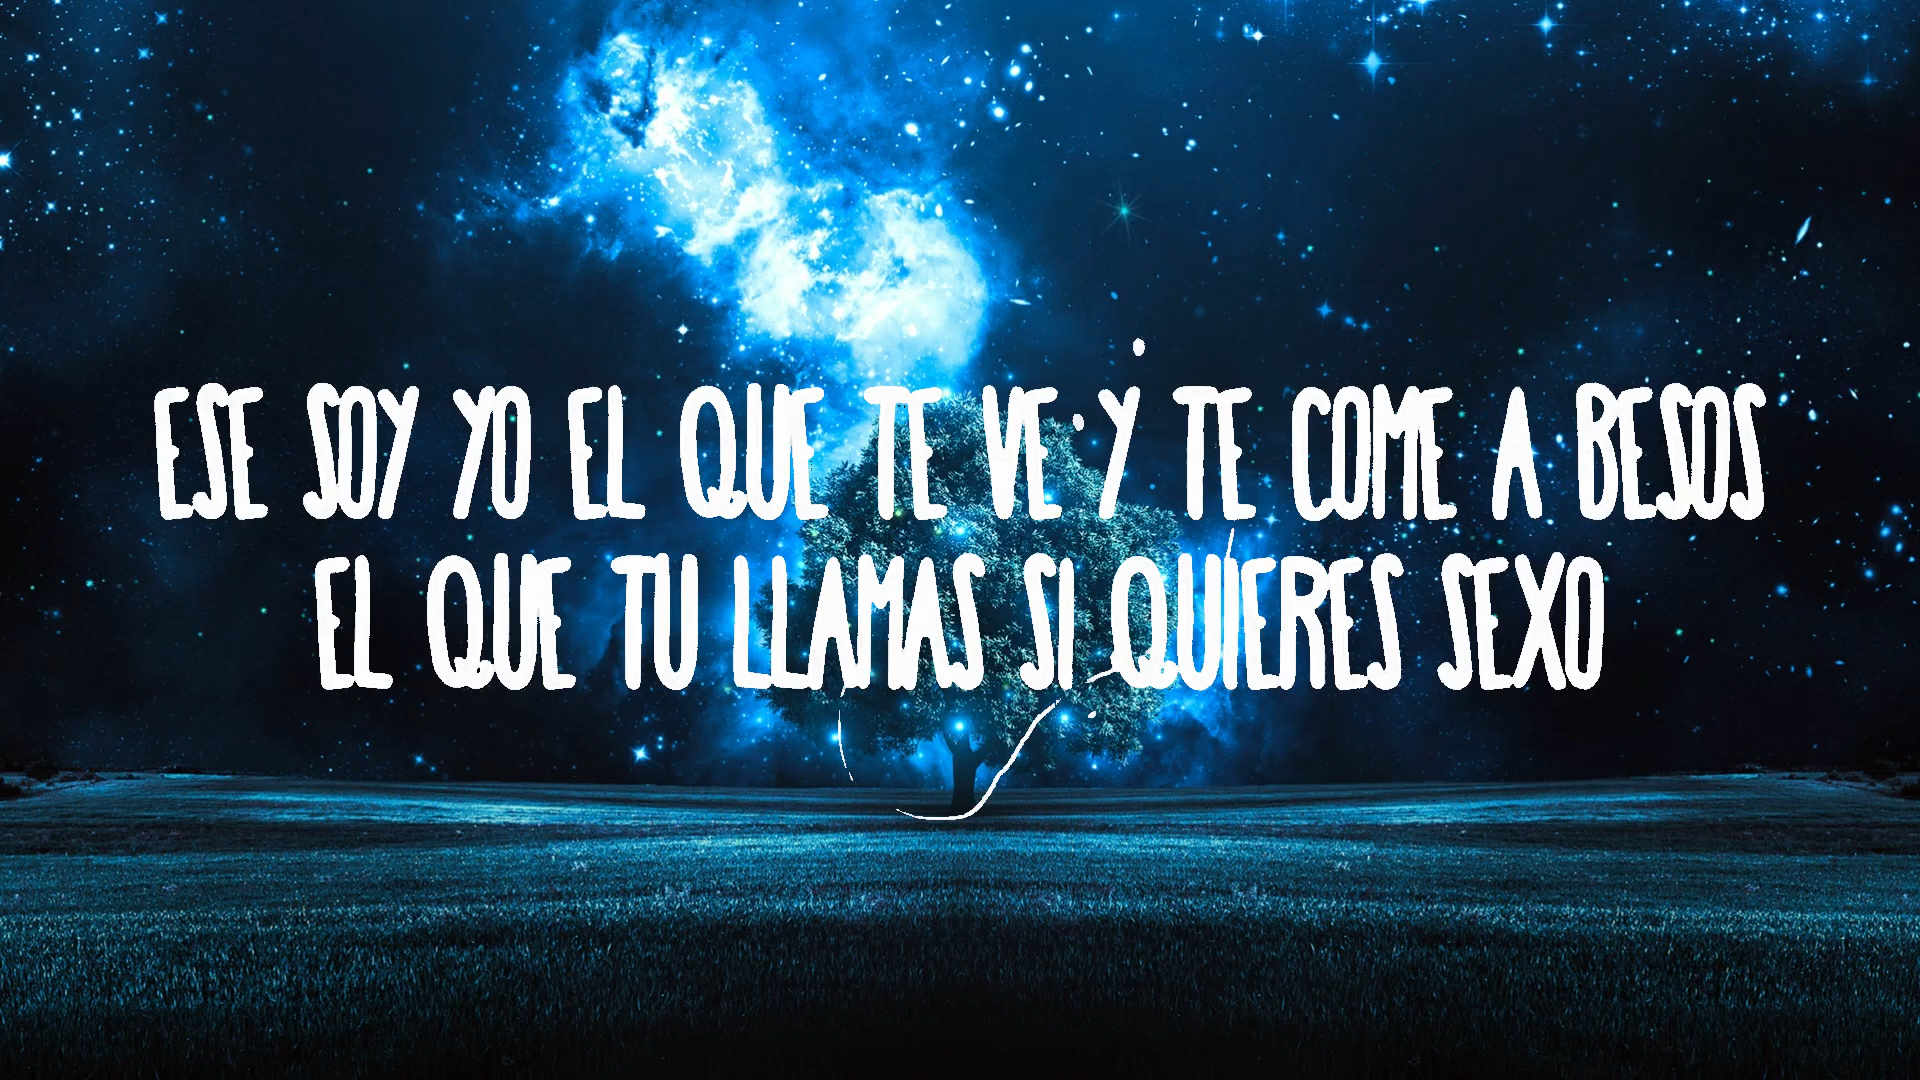 ESE SOY YO EL QUE TE VE Y TE COME A BESOS
EL QUE TU LLAMAS SI QUIERES SEXO